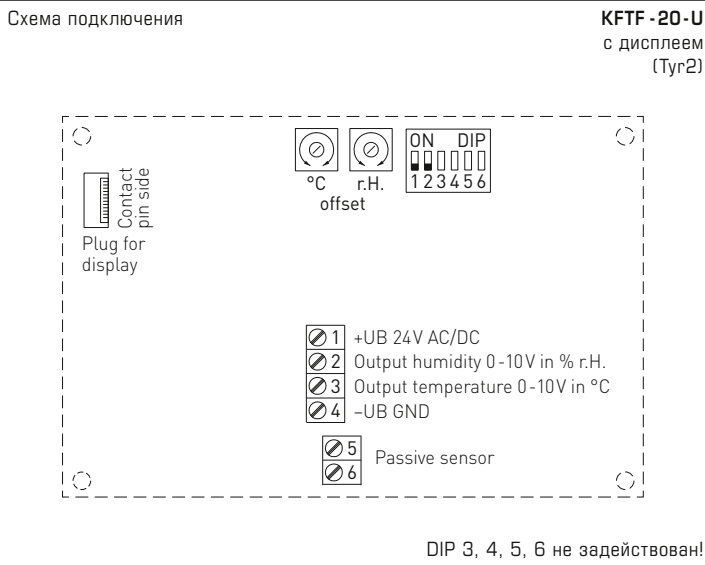 Схема подключения
KFTF - 20 - U
с дисплеем
(Tyr2)
ON DIP
1 2 3 4 5 6
°C r.H.
offset
Contact
pin side
Plug for
display
1 +UB 24V AC/DC
2 Output humidity 0-10V in % r.H.
3 Output temperature 0-10V in °C
4 –UB GND
5
6
Passive sensor
DIP 3, 4, 5, 6 не задействован!